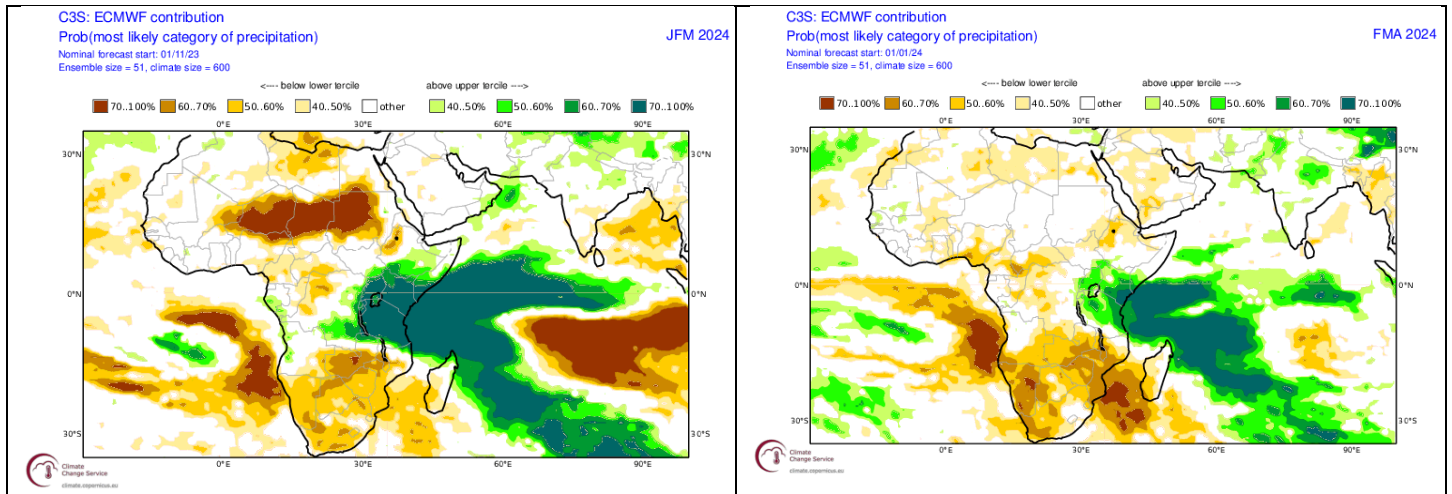 C3S: ECMWF contribution
Prob(most likely category of precipitation)
JFM 2024
Nominal forecast start: 01/11/23
Ensemble size = 51, climate size = 600
<---- below lower tercile
above upper tercile ---->
70..100%
60..70%
50..60%
40..50%
other
40..50%
50..60%
60..70%
70..100%
0°E
30°E
60°E
90°E
30°N
30°N
0°N
0°N
30°S
30°S
0°E
30°E
60°E
90°E
Climate
Change Service
climate.copernicus.eu
C3S: ECMWF contribution
Prob(most likely category of precipitation)
FMA 2024
Nominal forecast start: 01/01/24
Ensemble size = 51, climate size = 600
<---- below lower tercile
above upper tercile ---->
70..100%
60..70%
50..60%
40..50%
other
40..50%
50..60%
60..70%
70..100%
0°E
30°E
60°E
90°E
30°N
30°N
0°N
0°N
30°S
30°S
0°E
30°E
60°E
90°E
Climate
Change Service
climate.copernicus.eu